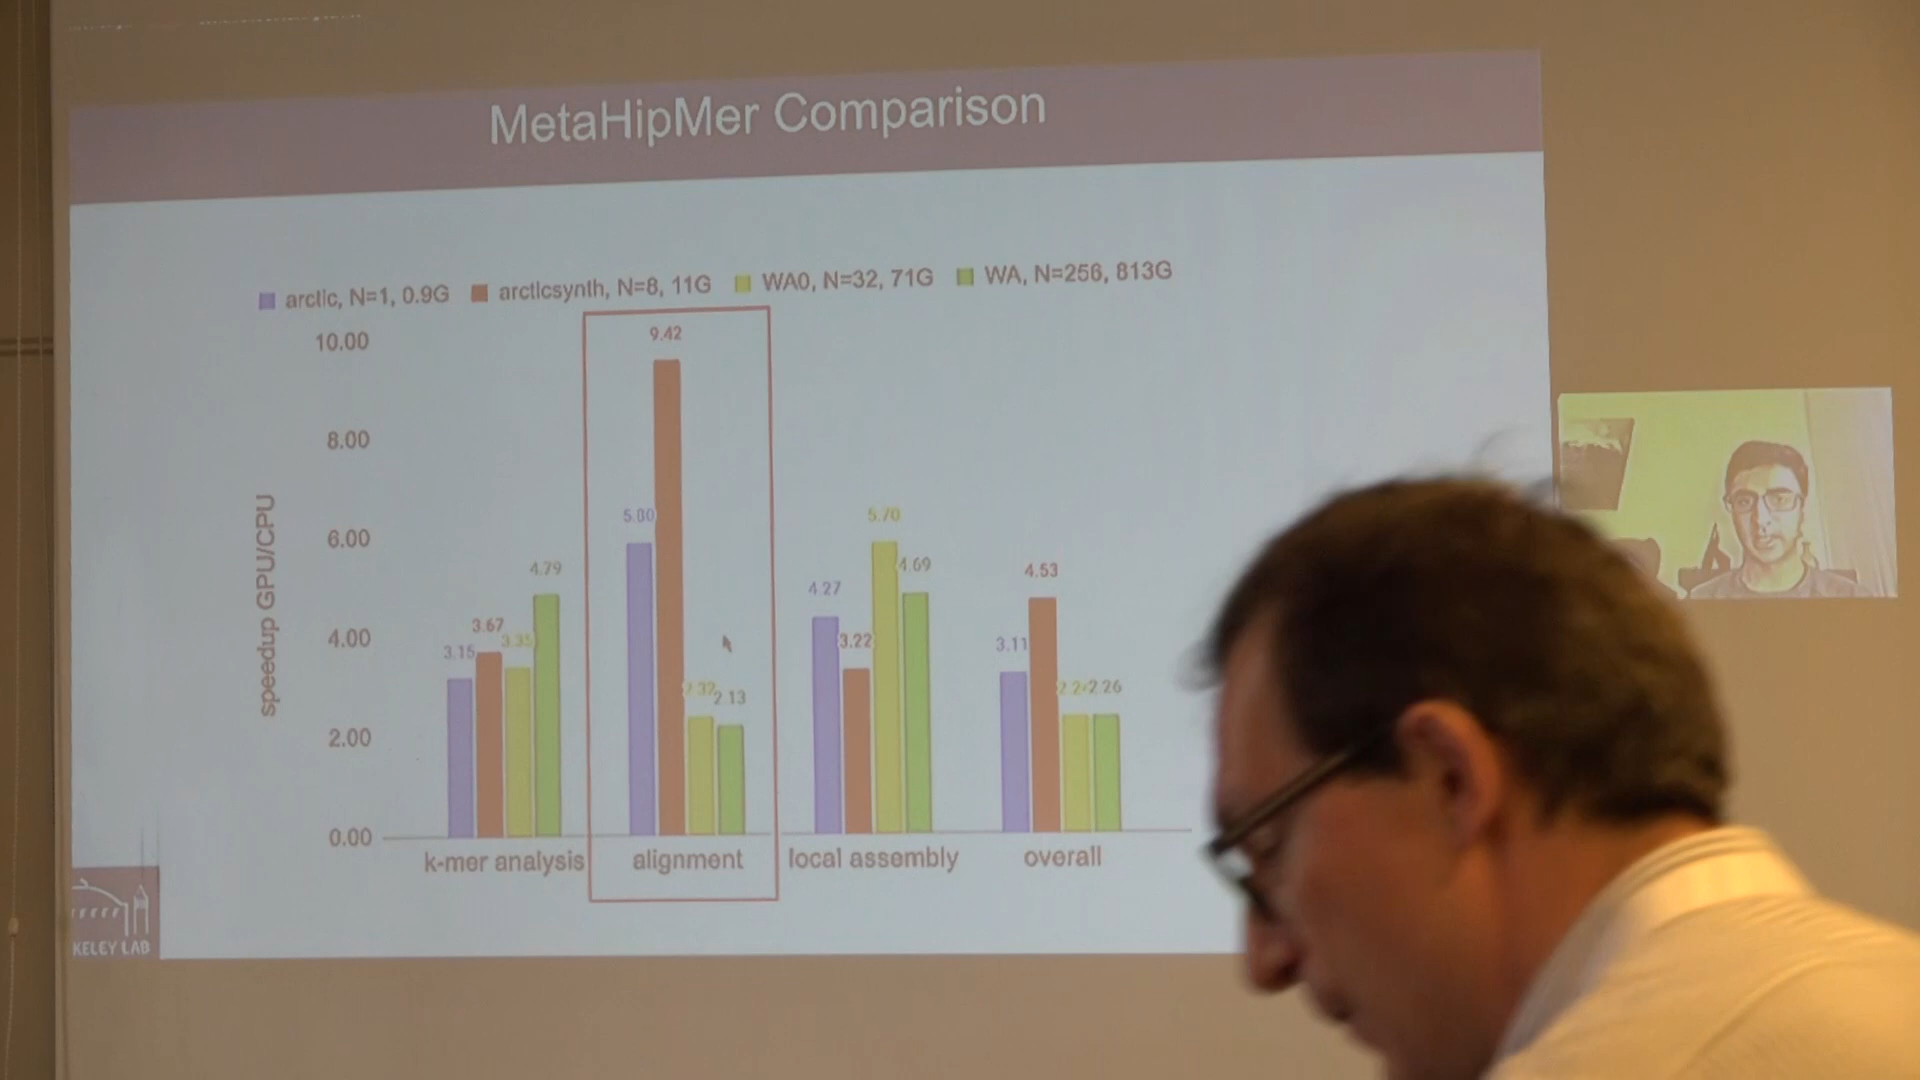 MetaHipMer Comparison
arctic, N=1, 0.9G arcticsynth, N=8, 11G WA0, N=32, 71G WA, N=256, 813G
speedup GPU/CPU
10.00
8.00
6.00
4.00
2.00
0.00
3.15 3.67 4.79
5.80 9.42 2.32 2.13
4.27 3.22 5.70 4.69
3.11 4.53 2.26
k-mer analysis alignment local assembly overall
KELEY LAB